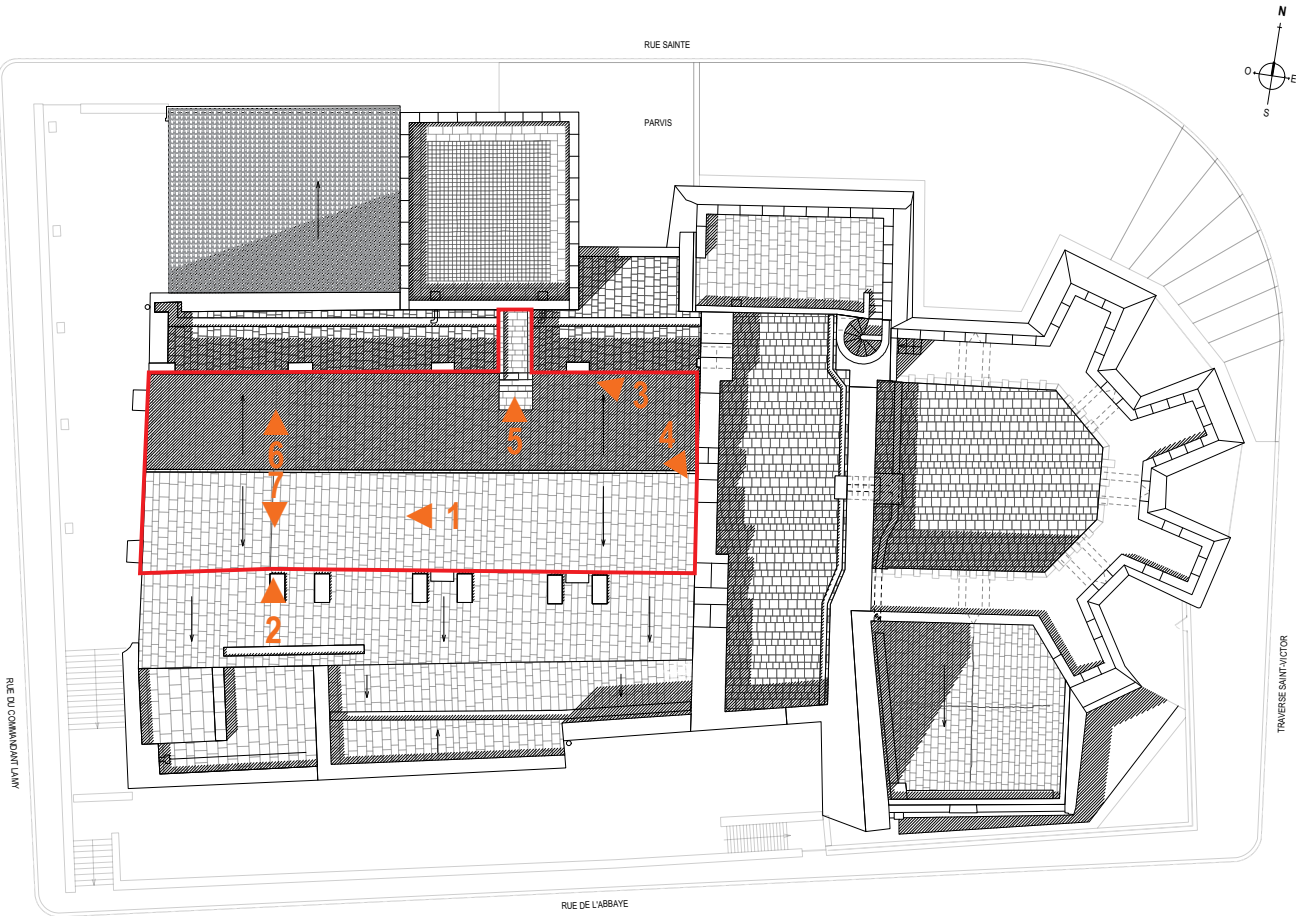 N
RUE SAINTE
O
E
S
PARVIS
3
4
5
6
7
1
2
RUE DU COMMANDANT LAMY
TRAVERSE SAINT-VICTOR
RUE DE L'ABBAYE